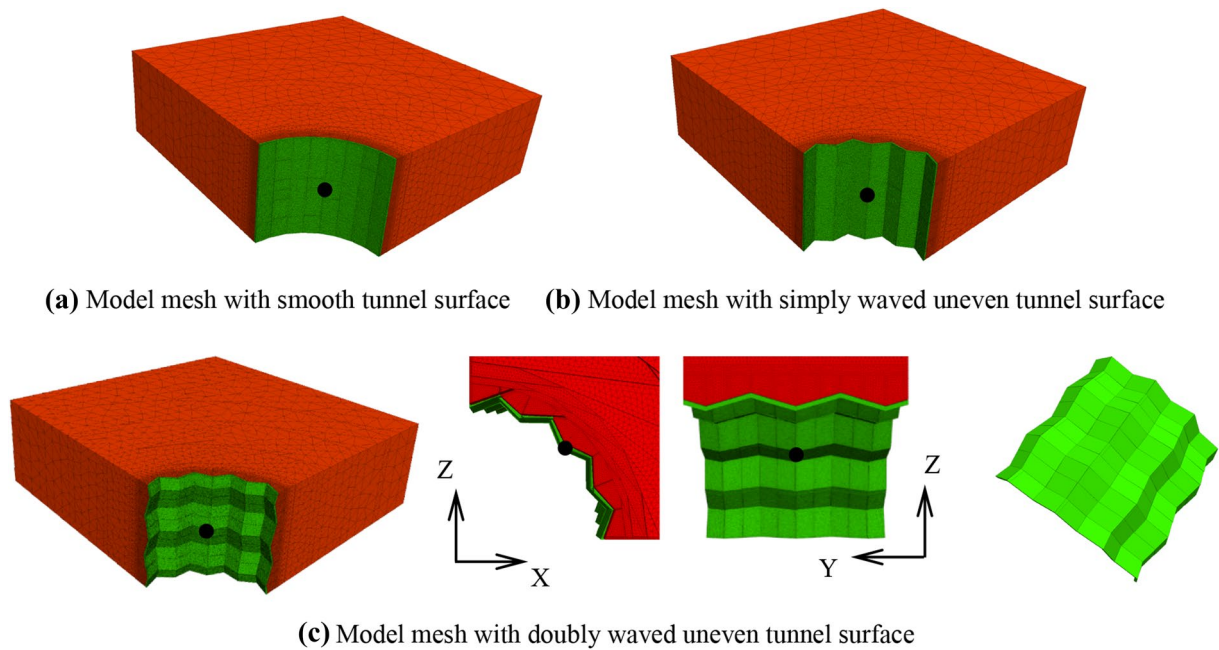 (a) Model mesh with smooth tunnel surface
(b) Model mesh with simply waved uneven tunnel surface
Z
X
Z
Y
(c) Model mesh with doubly waved uneven tunnel surface